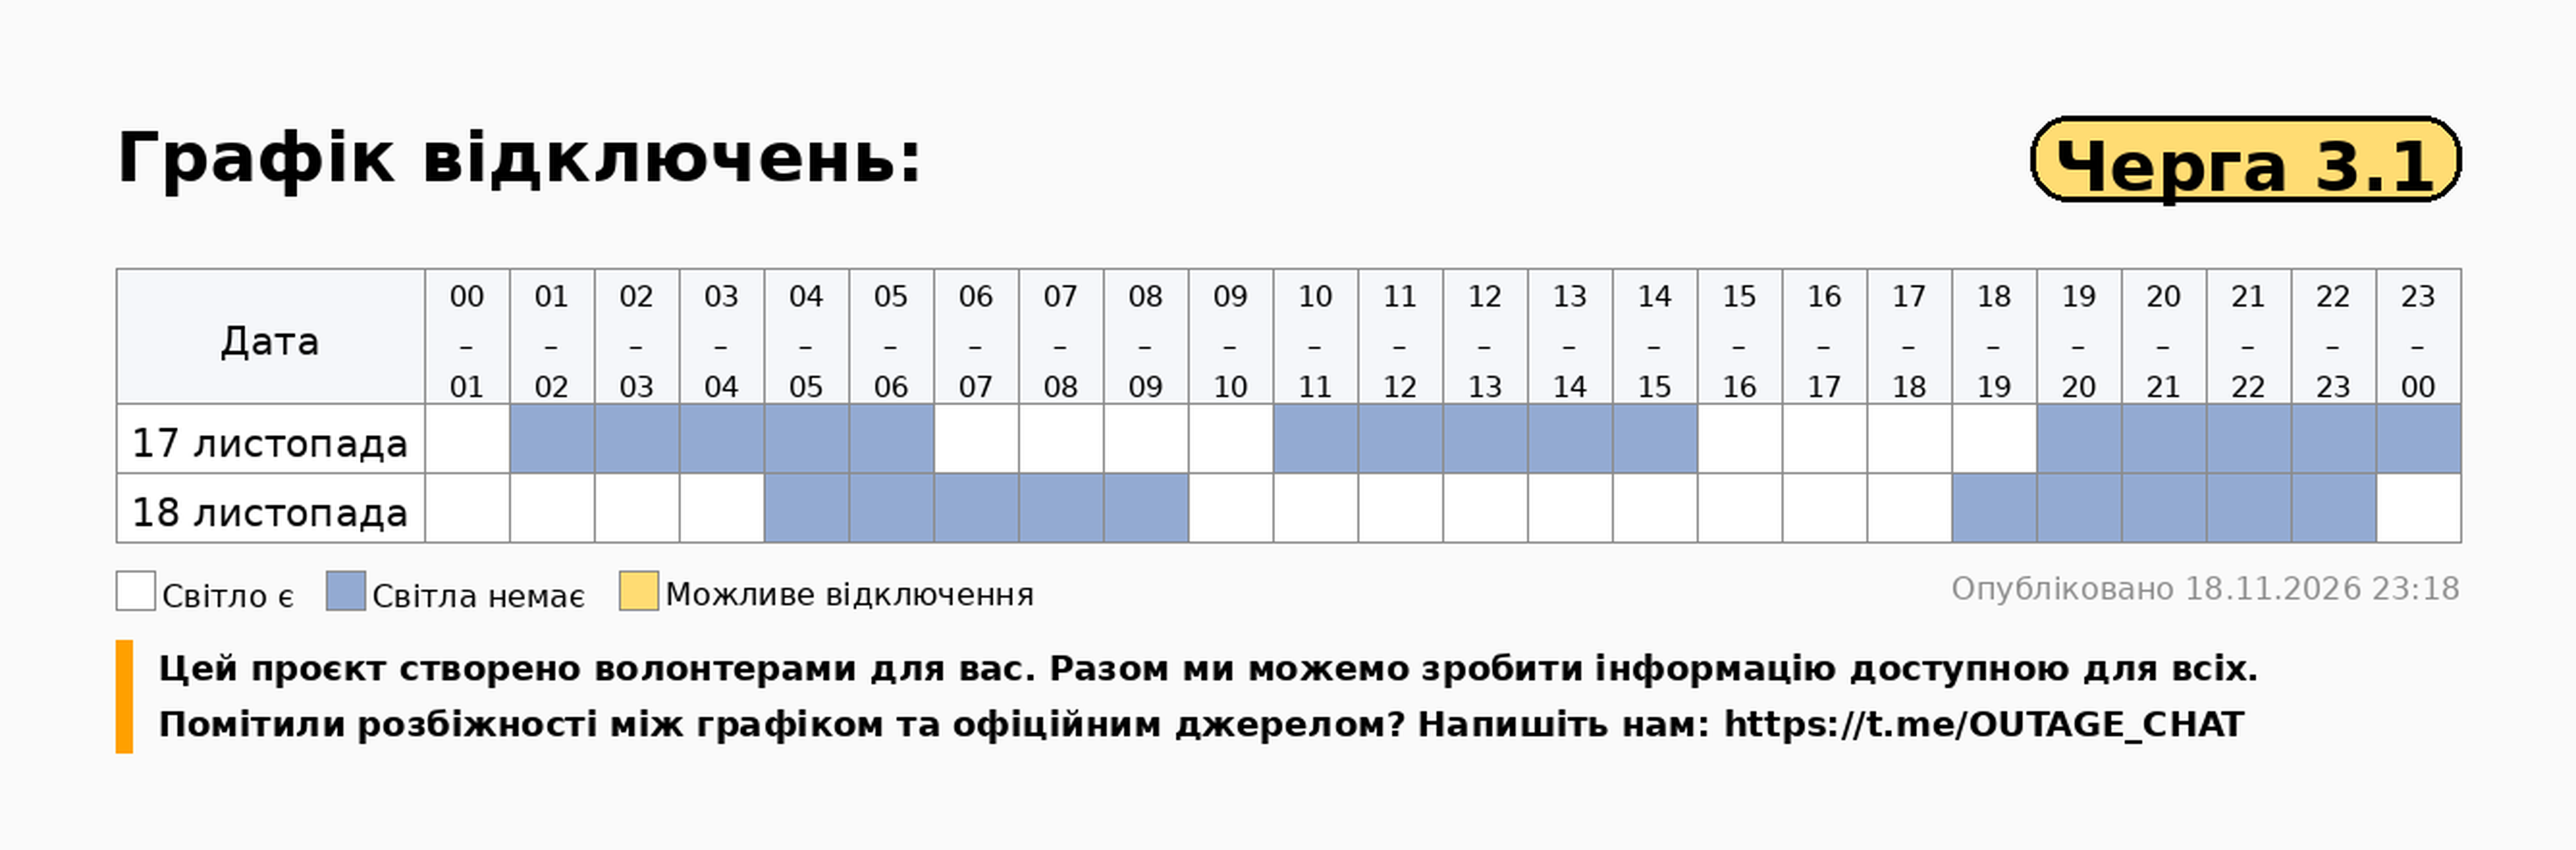 Графік відключень:
Черга 3.1
Дата
00 – 01
01 – 02
02 – 03
03 – 04
04 – 05
05 – 06
06 – 07
07 – 08
08 – 09
09 – 10
10 – 11
11 – 12
12 – 13
13 – 14
14 – 15
15 – 16
16 – 17
17 – 18
18 – 19
19 – 20
20 – 21
21 – 22
22 – 23
23 – 00
17 листопада
18 листопада
Світло є
Світла немає
Можливе відключення
Опубліковано 18.11.2026 23:18
Цей проєкт створено волонтерами для вас. Разом ми можемо зробити інформацію доступною для всіх.
Помітили розбіжності між графіком та офіційним джерелом? Напишіть нам: https://t.me/OUTAGE_CHAT